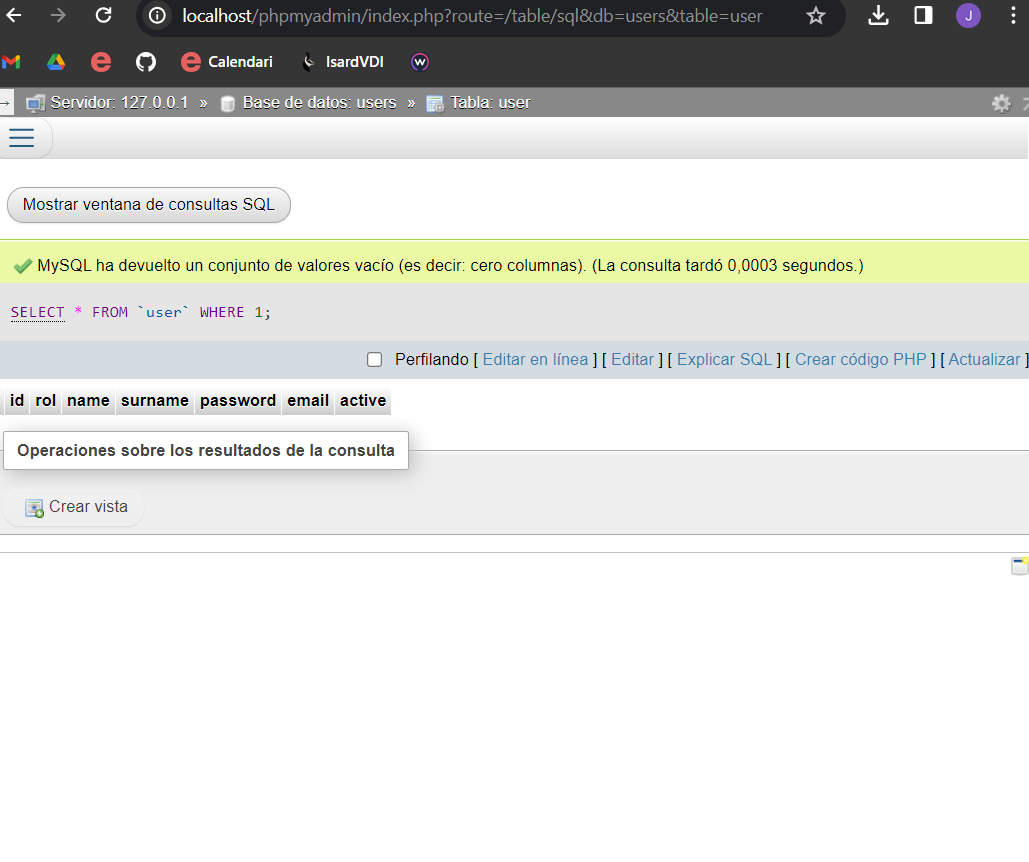 localhost/phpmyadmin/index.php?route=/table/sql&db=users&table=user
J
Calendari IsardVDI
Servidor: 127.0.0.1 » Base de datos: users » Tabla: user
Mostrar ventana de consultas SQL
MySQL ha devuelto un conjunto de valores vacío (es decir: cero columnas). (La consulta tardó 0,0003 segundos.)
SELECT * FROM `user` WHERE 1;
Perfilando [ Editar en línea ] [ Editar ] [ Explicar SQL ] [ Crear código PHP ] [ Actualizar ]
id rol name surname password email active
Operaciones sobre los resultados de la consulta
Crear vista